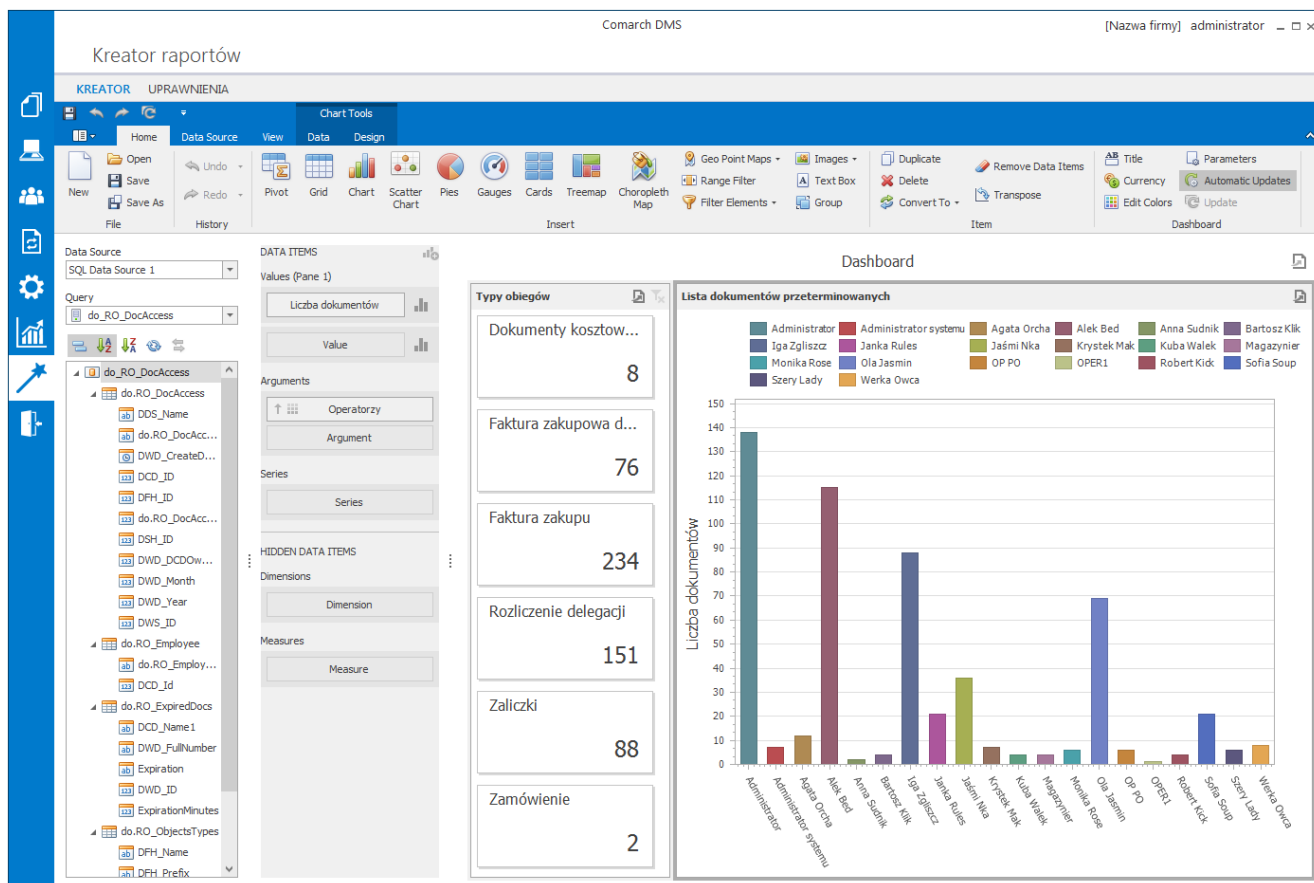 Comarch DMS
[Nazwa firmy] administrator
Kreator raportów
KREATOR UPRAWNIENIA
Chart Tools
Home Data Source View Data Design
New
Open
Save
Save As
File
Undo
Redo
History
Pivot
Grid
Chart
Scatter Chart
Pies
Gauges
Cards
Treemap
Choropleth Map
Geo Point Maps
Range Filter
Filter Elements
Images
Text Box
Group
Insert
Duplicate
Delete
Convert To
Remove Data Items
Transpose
Item
Title
Currency
Edit Colors
Parameters
Automatic Updates
Update
Dashboard
Data Source
SQL Data Source 1
Query
do_RO_DocAccess
do_RO_DocAccess
do.RO_DocAccess
DDS_Name
do.RO_DocAcc...
DWD_CreateD...
DCD_ID
DFH_ID
do.RO_DocAcc...
DSH_ID
DWD_DCDOw...
DWD_Month
DWD_Year
DWS_ID
do.RO_Employee
do.RO_Employ...
DCD_Id
do.RO_ExpiredDocs
DCD_Name1
DWD_FullNumber
Expiration
DWD_ID
ExpirationMinutes
do.RO_ObjectsTypes
DFH_Name
DFH_Prefix
DATA ITEMS
Values (Pane 1)
Liczba dokumentów
Value
Arguments
Operatorzy
Argument
Series
Series
HIDDEN DATA ITEMS
Dimensions
Dimension
Measures
Measure
Dashboard
Typy obiegów
Dokumenty kosztow...
8
Faktura zakupowa d...
76
Faktura zakupu
234
Rozliczenie delegacji
151
Zaliczki
88
Zamówienie
2
Lista dokumentów przeterminowanych
Administrator Administrator systemu Agata Orcha Alek Bed Anna Sudnik Bartosz Klik
Iga Zgliszcz Janka Rules Jaśmi Nka Krystek Mak Kuba Walek Magazynier
Monika Rose Ola Jasmin OP PO OPER1 Robert Kick Sofia Soup
Szery Lady Werka Owca
Liczba dokumentów
150
140
130
120
110
100
90
80
70
60
50
40
30
20
10
0
Administrator
Administrator systemu
Agata Orcha
Alek Bed
Anna Sudnik
Bartosz Klik
Iga Zgliszcz
Janka Rules
Jaśmi Nka
Krystek Mak
Kuba Walek
Magazynier
Monika Rose
Ola Jasmin
OP PO
OPER1
Robert Kick
Sofia Soup
Szery Lady
Werka Owca